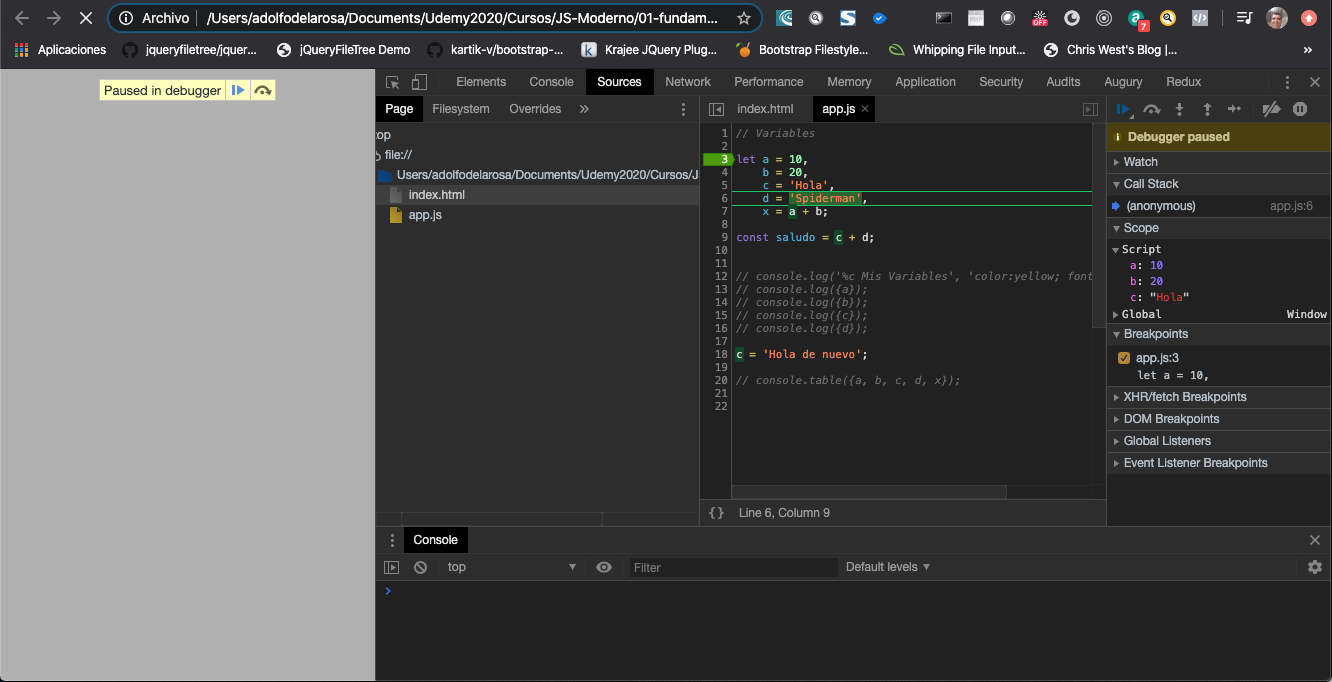 Archivo | /Users/adolfodelarosa/Documents/Udemy2020/Cursos/JS-Moderno/01-fundam...
OFF
7
Aplicaciones jqueryfiletree/jquer... jQueryFileTree Demo kartik-v/bootstrap-... k Krajee JQuery Plug... Bootstrap Filestyle... Whipping File Input... Chris West's Blog |... »
Paused in debugger
Elements Console Sources Network Performance Memory Application Security Audits Augury Redux
Page Filesystem Overrides »
index.html app.js ×
top
file://
Users/adolfodelarosa/Documents/Udemy2020/Cursos/J
index.html
app.js
1 // Variables
2
3 let a = 10,
4 b = 20,
5 c = 'Hola',
6 d = 'Spiderman',
7 x = a + b;
8
9 const saludo = c + d;
10
11
12 // console.log('%c Mis Variables', 'color:yellow; font
13 // console.log({a});
14 // console.log({b});
15 // console.log({c});
16 // console.log({d});
17
18 c = 'Hola de nuevo';
19
20 // console.table({a, b, c, d, x});
21
22
{} Line 6, Column 9
Debugger paused
Watch
Call Stack
(anonymous) app.js:6
Scope
Script
a: 10
b: 20
c: "Hola"
Global Window
Breakpoints
app.js:3
let a = 10,
XHR/fetch Breakpoints
DOM Breakpoints
Global Listeners
Event Listener Breakpoints
Console
top Filter Default levels